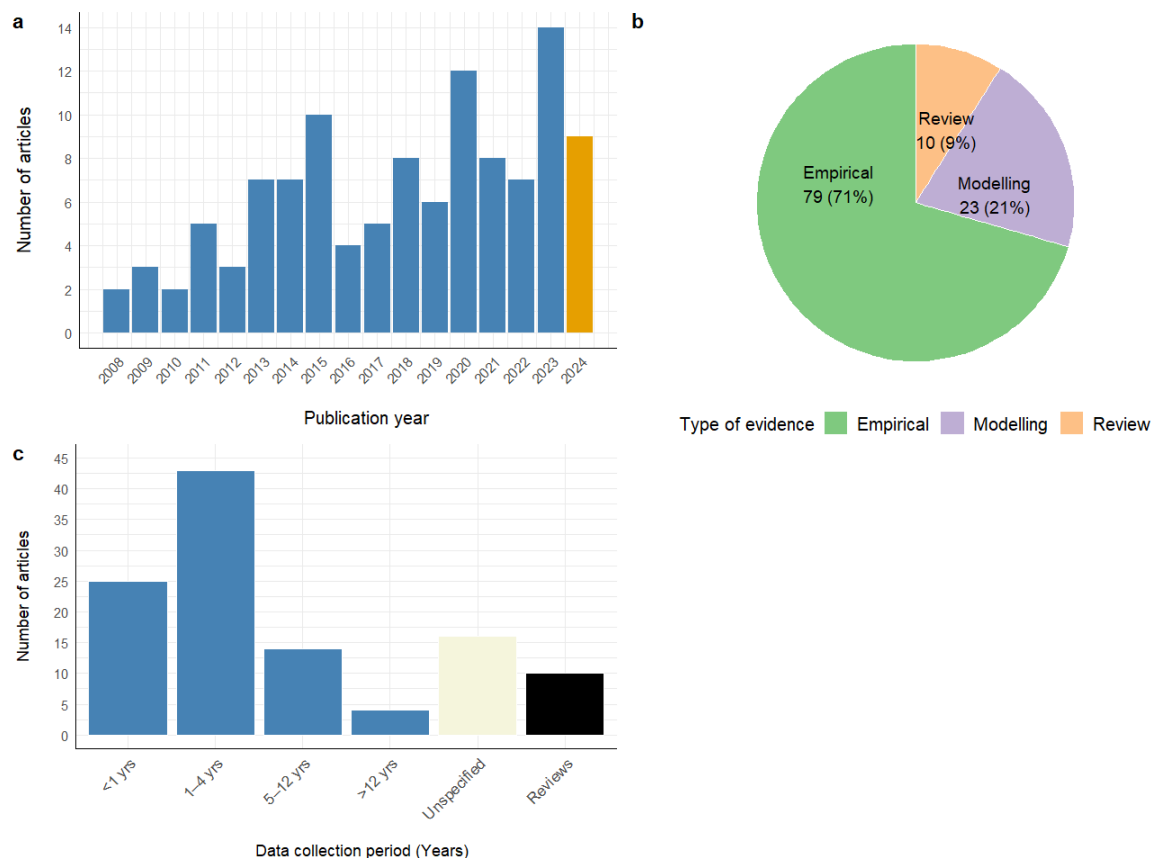 a
Number of articles
14
12
10
8
6
4
2
0
2008
2009
2010
2011
2012
2013
2014
2015
2016
2017
2018
2019
2020
2021
2022
2023
2024
Publication year
b
Review
10 (9%)
Empirical
79 (71%)
Modelling
23 (21%)
Type of evidence Empirical Modelling Review
c
Number of articles
45
40
35
30
25
20
15
10
5
0
<1 yrs
1–4 yrs
5–12 yrs
>12 yrs
Unspecified
Reviews
Data collection period (Years)